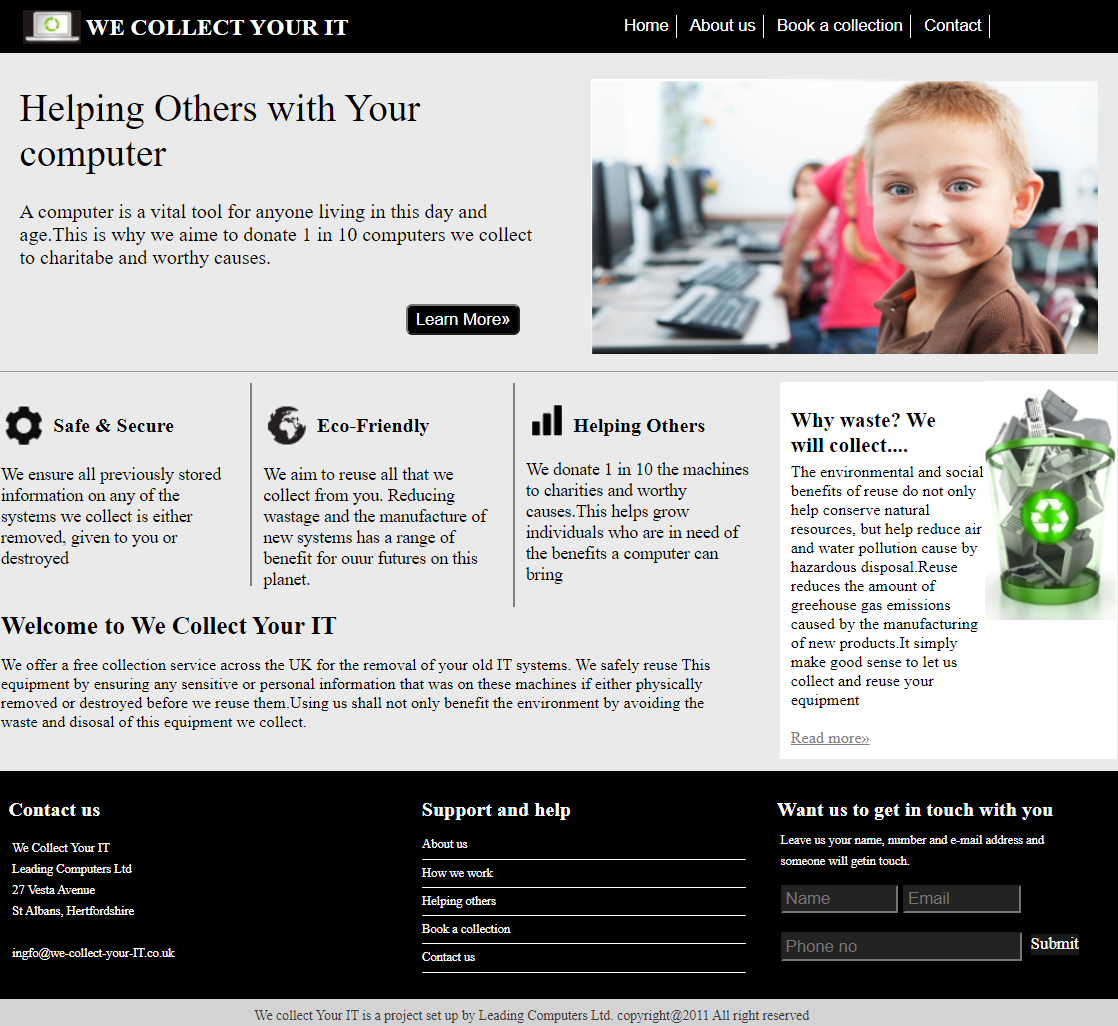 WE COLLECT YOUR IT
Home
About us
Book a collection
Contact
Helping Others with Your
computer
A computer is a vital tool for anyone living in this day and
age.This is why we aime to donate 1 in 10 computers we collect
to charitabe and worthy causes.
Learn More»
Safe & Secure
We ensure all previously stored
information on any of the
systems we collect is either
removed, given to you or
destroyed
Eco-Friendly
We aim to reuse all that we
collect from you. Reducing
wastage and the manufacture of
new systems has a range of
benefit for ouur futures on this
planet.
Helping Others
We donate 1 in 10 the machines
to charities and worthy
causes.This helps grow
individuals who are in need of
the benefits a computer can
bring
Why waste? We
will collect....
The environmental and social
benefits of reuse do not only
help conserve natural
resources, but help reduce air
and water pollution cause by
hazardous disposal.Reuse
reduces the amount of
greehouse gas emissions
caused by the manufacturing
of new products.It simply
make good sense to let us
collect and reuse your
equipment
Read more»
Welcome to We Collect Your IT
We offer a free collection service across the UK for the removal of your old IT systems. We safely reuse This
equipment by ensuring any sensitive or personal information that was on these machines if either physically
removed or destroyed before we reuse them.Using us shall not only benefit the environment by avoiding the
waste and disosal of this equipment we collect.
Contact us
We Collect Your IT
Leading Computers Ltd
27 Vesta Avenue
St Albans, Hertfordshire
ingfo@we-collect-your-IT.co.uk
Support and help
About us
How we work
Helping others
Book a collection
Contact us
Want us to get in touch with you
Leave us your name, number and e-mail address and
someone will getin touch.
Name
Email
Phone no
Submit
We collect Your IT is a project set up by Leading Computers Ltd. copyright@2011 All right reserved